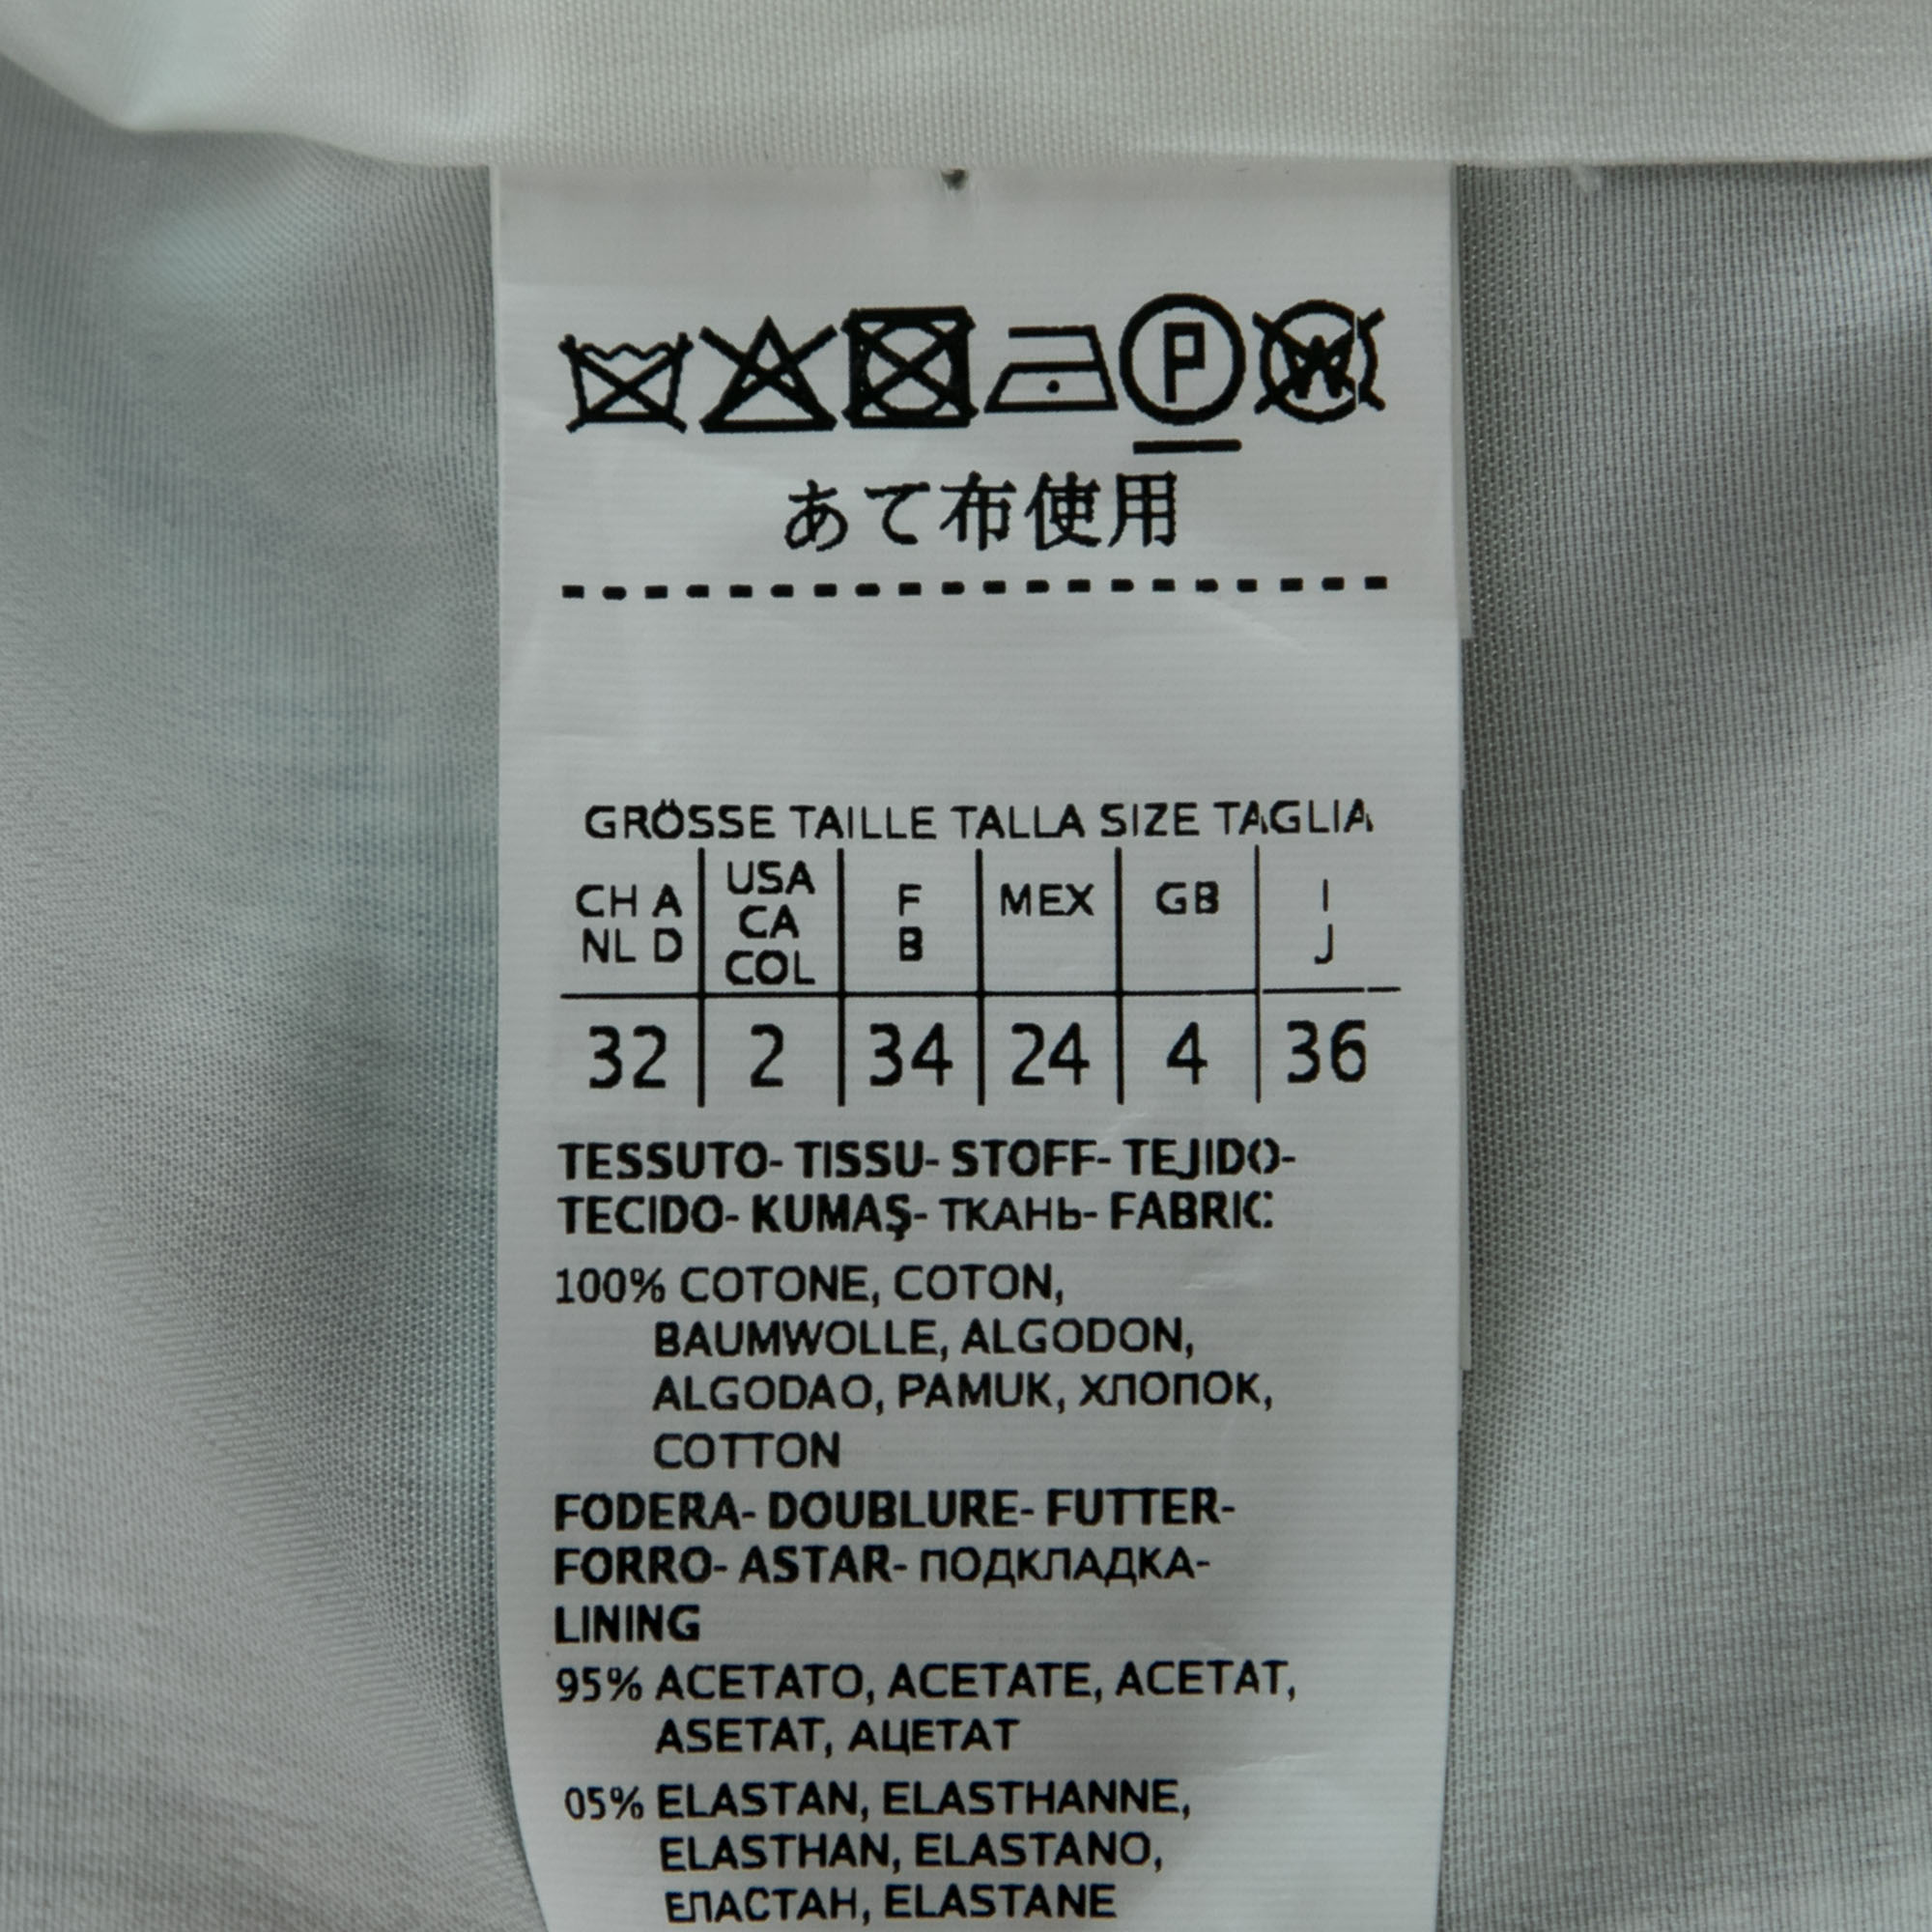 P W
あて布使用
GRÖSSE TAILLE TALLA SIZE TAGLIA
CH A NL D
USA CA COL
F B
MEX
GB
I J
32 2 34 24 4 36
TESSUTO- TISSU- STOFF- TEJIDO-
TECIDO- KUMAŞ- ТКАНЬ- FABRIC:
100% COTONE, COTON,
BAUMWOLLE, ALGODON,
ALGODAO, PAMUK, ХЛОПОК,
COTTON
FODERA- DOUBLURE- FUTTER-
FORRO- ASTAR- ПОДКЛАДКА-
LINING
95% ACETATO, ACETATE, ACETAT,
ASETAT, АЦЕТАТ
05% ELASTAN, ELASTHANNE,
ELASTHAN, ELASTANO,
ЕЛАСТАН, ELASTANE